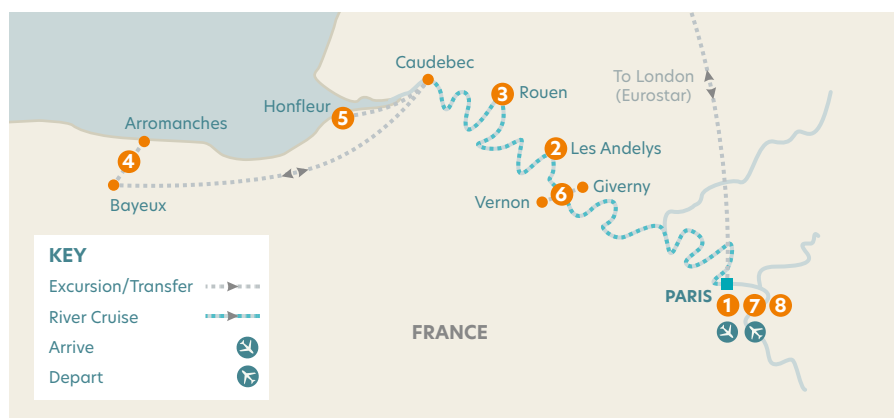 Caudebec
To London
(Eurostar)
3
Rouen
Honfleur
5
Arromanches
4
2
Les Andelys
Bayeux
6
Giverny
Vernon
KEY
Excursion/Transfer
River Cruise
Arrive
Depart
PARIS
1 7 8
FRANCE